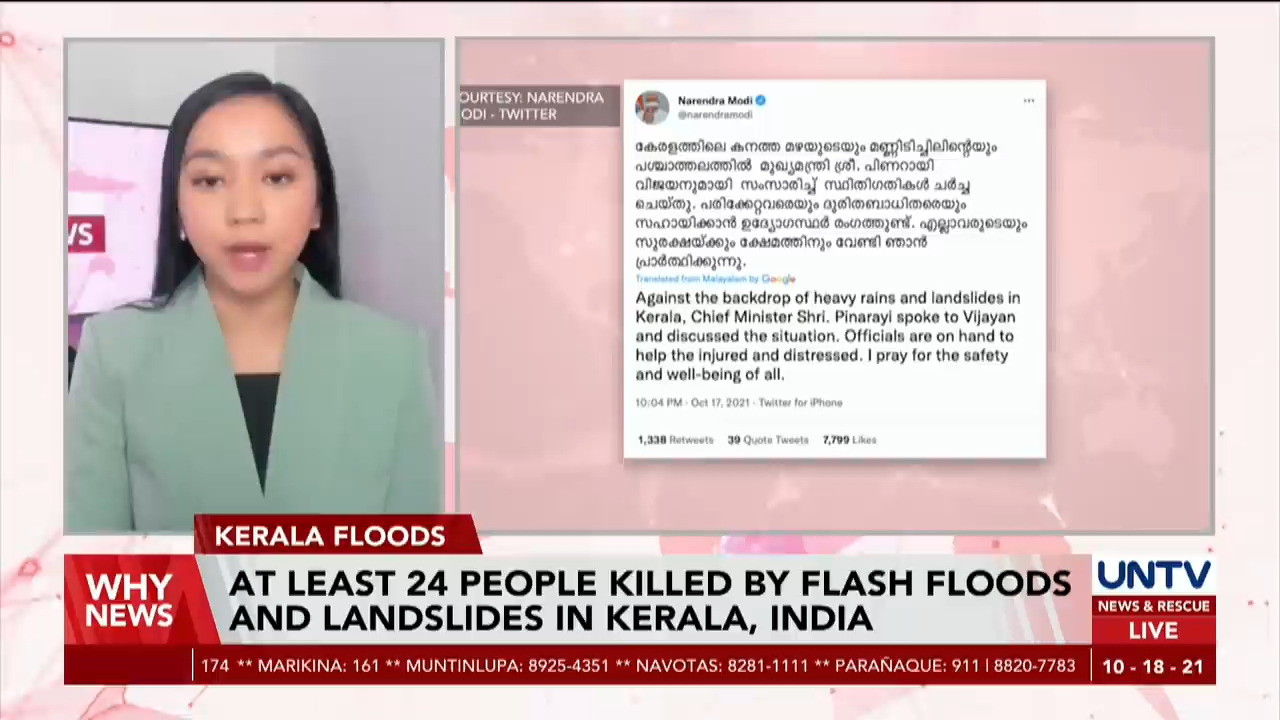 VS
OURTESY: NARENDRA
ODI - TWITTER
Narendra Modi
@narendramodi
കേരളത്തിലെ കനത്ത മഴയുടെയും മണ്ണിടിച്ചിലിന്റെയും
പശ്ചാത്തലത്തിൽ മുഖ്യമന്ത്രി ശ്രീ. പിണറായി
വിജയനുമായി സംസാരിച്ച് സ്ഥിതിഗതികൾ ചർച്ച
ചെയ്തു. പരിക്കേറ്റവരെയും ദുരിതബാധിതരെയും
സഹായിക്കാൻ ഉദ്യോഗസ്ഥർ രംഗത്തുണ്ട്. എല്ലാവരുടെയും
സുരക്ഷയ്ക്കും ക്ഷേമത്തിനും വേണ്ടി ഞാൻ
പ്രാർത്ഥിക്കുന്നു.
Translated from Malayalam by Google
Against the backdrop of heavy rains and landslides in
Kerala, Chief Minister Shri. Pinarayi spoke to Vijayan
and discussed the situation. Officials are on hand to
help the injured and distressed. I pray for the safety
and well-being of all.
10:04 PM · Oct 17, 2021 · Twitter for iPhone
1,338 Retweets 39 Quote Tweets 7,799 Likes
KERALA FLOODS
WHY
NEWS
AT LEAST 24 PEOPLE KILLED BY FLASH FLOODS
AND LANDSLIDES IN KERALA, INDIA
UNTV
NEWS & RESCUE
LIVE
174 ** MARIKINA: 161 ** MUNTINLUPA: 8925-4351 ** NAVOTAS: 8281-1111 ** PARAÑAQUE: 911 | 8820-7783
10 - 18 - 21